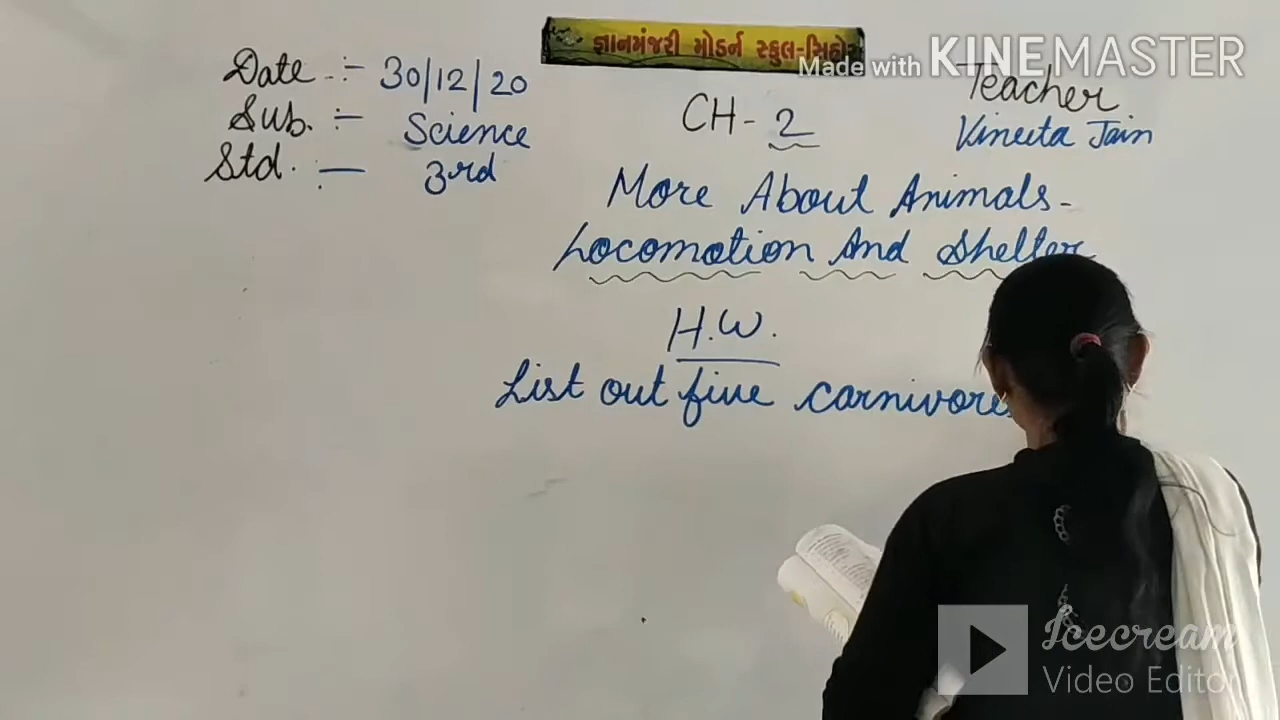 જ્ઞાનમંજરી મોડર્ન સ્કુલ-સિહોર
Made with KINEMASTER
Date :- 30/12/20
Sub. :- Science
Std. :- 3rd
CH-2
Teacher
Vineeta Jain
More About Animals-
Locomotion And Shelter
H.W.
List out five carnivores
Icecream
Video Editor